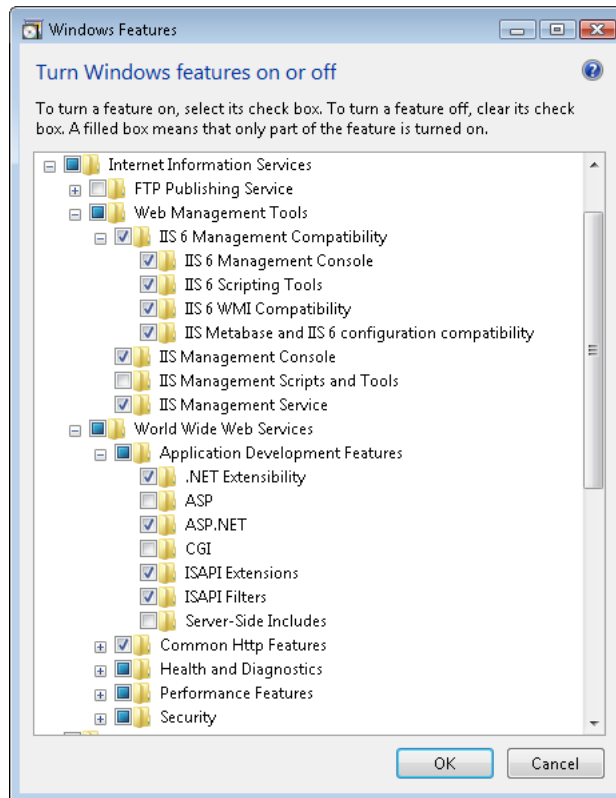 Windows Features
Turn Windows features on or off
To turn a feature on, select its check box. To turn a feature off, clear its check
box. A filled box means that only part of the feature is turned on.
Internet Information Services
FTP Publishing Service
Web Management Tools
IIS 6 Management Compatibility
IIS 6 Management Console
IIS 6 Scripting Tools
IIS 6 WMI Compatibility
IIS Metabase and IIS 6 configuration compatibility
IIS Management Console
IIS Management Scripts and Tools
IIS Management Service
World Wide Web Services
Application Development Features
.NET Extensibility
ASP
ASP.NET
CGI
ISAPI Extensions
ISAPI Filters
Server-Side Includes
Common Http Features
Health and Diagnostics
Performance Features
Security
OK Cancel